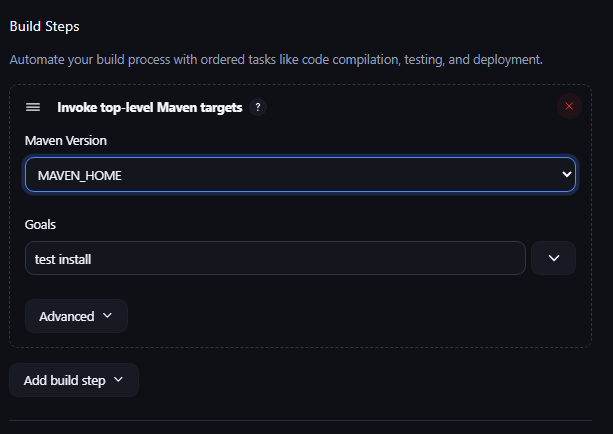 Build Steps
Automate your build process with ordered tasks like code compilation, testing, and deployment.
Invoke top-level Maven targets ?
Maven Version
MAVEN_HOME
Goals
test install
Advanced
Add build step